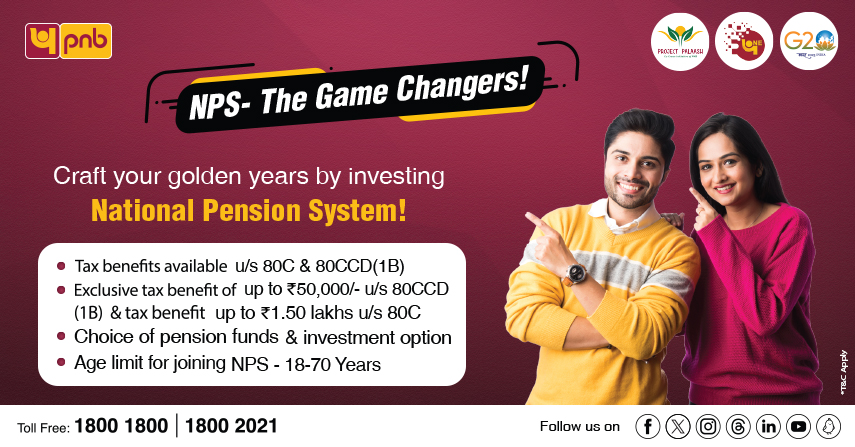 पnb
PROJECT PALAASH
पONE
G20
NPS- The Game Changers!
Craft your golden years by investing
National Pension System!
Tax benefits available u/s 80C & 80CCD(1B)
Exclusive tax benefit of up to ₹50,000/- u/s 80CCD
(1B) & tax benefit up to ₹1.50 lakhs u/s 80C
Choice of pension funds & investment option
Age limit for joining NPS - 18-70 Years
*T&C Apply
Toll Free: 1800 1800 | 1800 2021
Follow us on